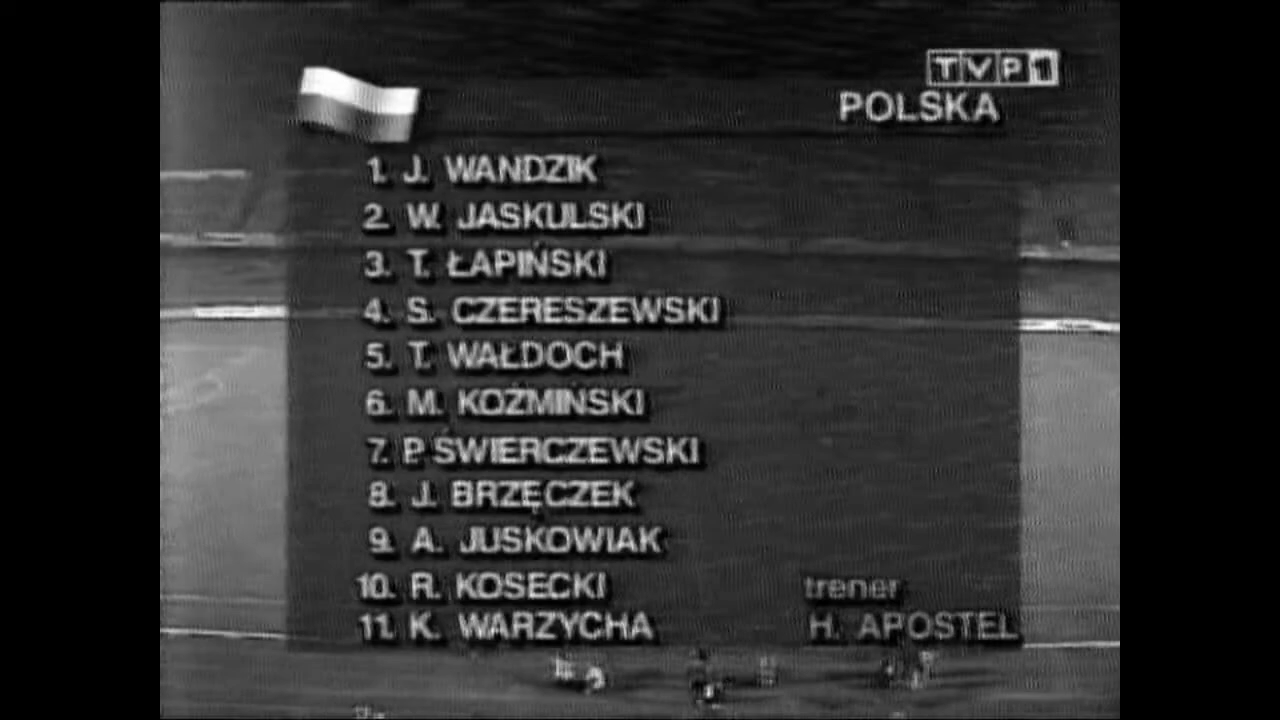 TVP1
POLSKA
1. J. WANDZIK
2. W. JASKULSKI
3. T. ŁAPIŃSKI
4. S. CZERESZEWSKI
5. T. WAŁDOCH
6. M. KOŹMIŃSKI
7. P. ŚWIERCZEWSKI
8. J. BRZĘCZEK
9. A. JUSKOWIAK
10. R. KOSECKI
11. K. WARZYCHA
trener
H. APOSTEL